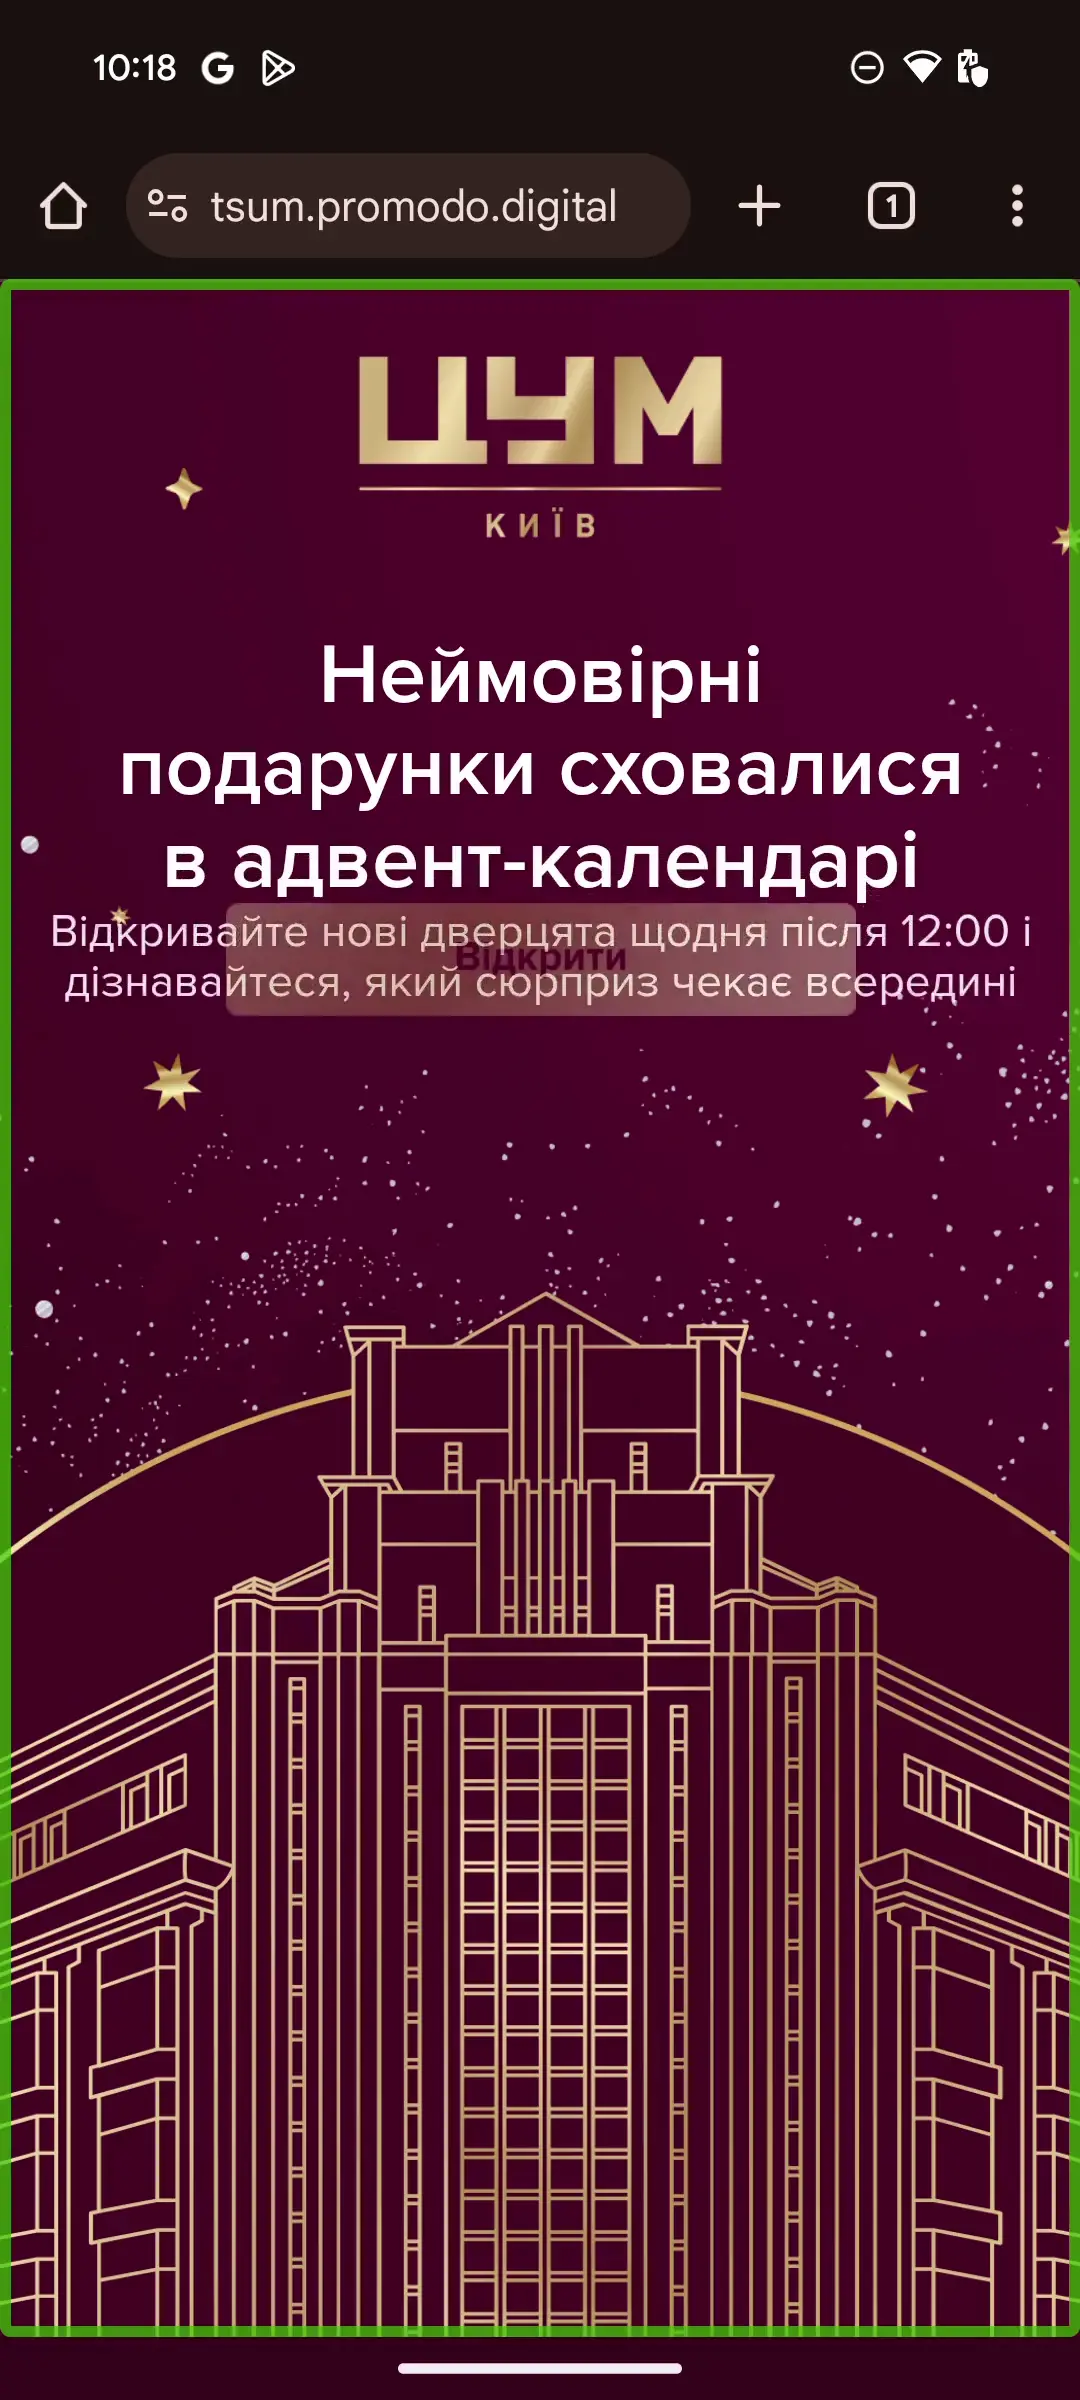 10:18
tsum.promodo.digital
1
ЦУМ
КИЇВ
Неймовірні
подарунки сховалися
в адвент-календарі
Відкривайте нові дверцята щодня після 12:00 і
Відкрити
дізнавайтеся, який сюрприз чекає всередині